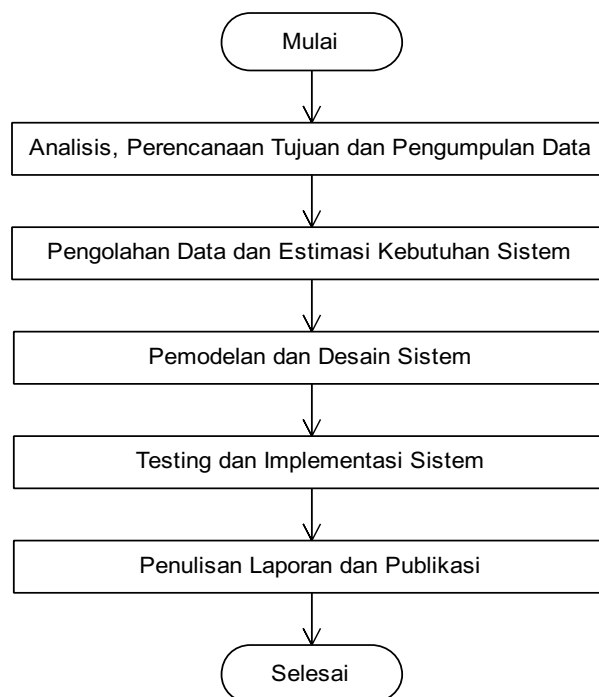 Mulai
Analisis, Perencanaan Tujuan dan Pengumpulan Data
Pengolahan Data dan Estimasi Kebutuhan Sistem
Pemodelan dan Desain Sistem
Testing dan Implementasi Sistem
Penulisan Laporan dan Publikasi
Selesai